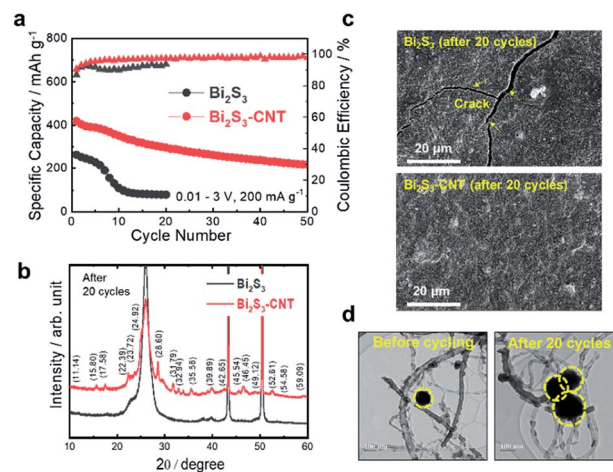 a
Specific Capacity / mAh g⁻¹
800
600
400
200
0
Bi₂S₃
Bi₂S₃-CNT
0.01 - 3 V, 200 mA g⁻¹
100
80
60
40
20
0
Coulombic Efficiency / %
0 10 20 30 40 50
Cycle Number
b
Intensity / arb. unit
After
20 cycles
Bi₂S₃
Bi₂S₃-CNT
(11.14)
(15.80)
(17.58)
(22.39)
(23.72)
(24.92)
(28.60)
(31.79)
(32.94)
(35.58)
(39.89)
(42.65)
(45.54)
(46.45)
(49.12)
(52.61)
(54.58)
(59.09)
10 20 30 40 50 60
2θ / degree
c
Bi₂S₃ (after 20 cycles)
Crack
20 μm
Bi₂S₃-CNT (after 20 cycles)
20 μm
d
Before cycling
100 nm
After 20 cycles
100 nm